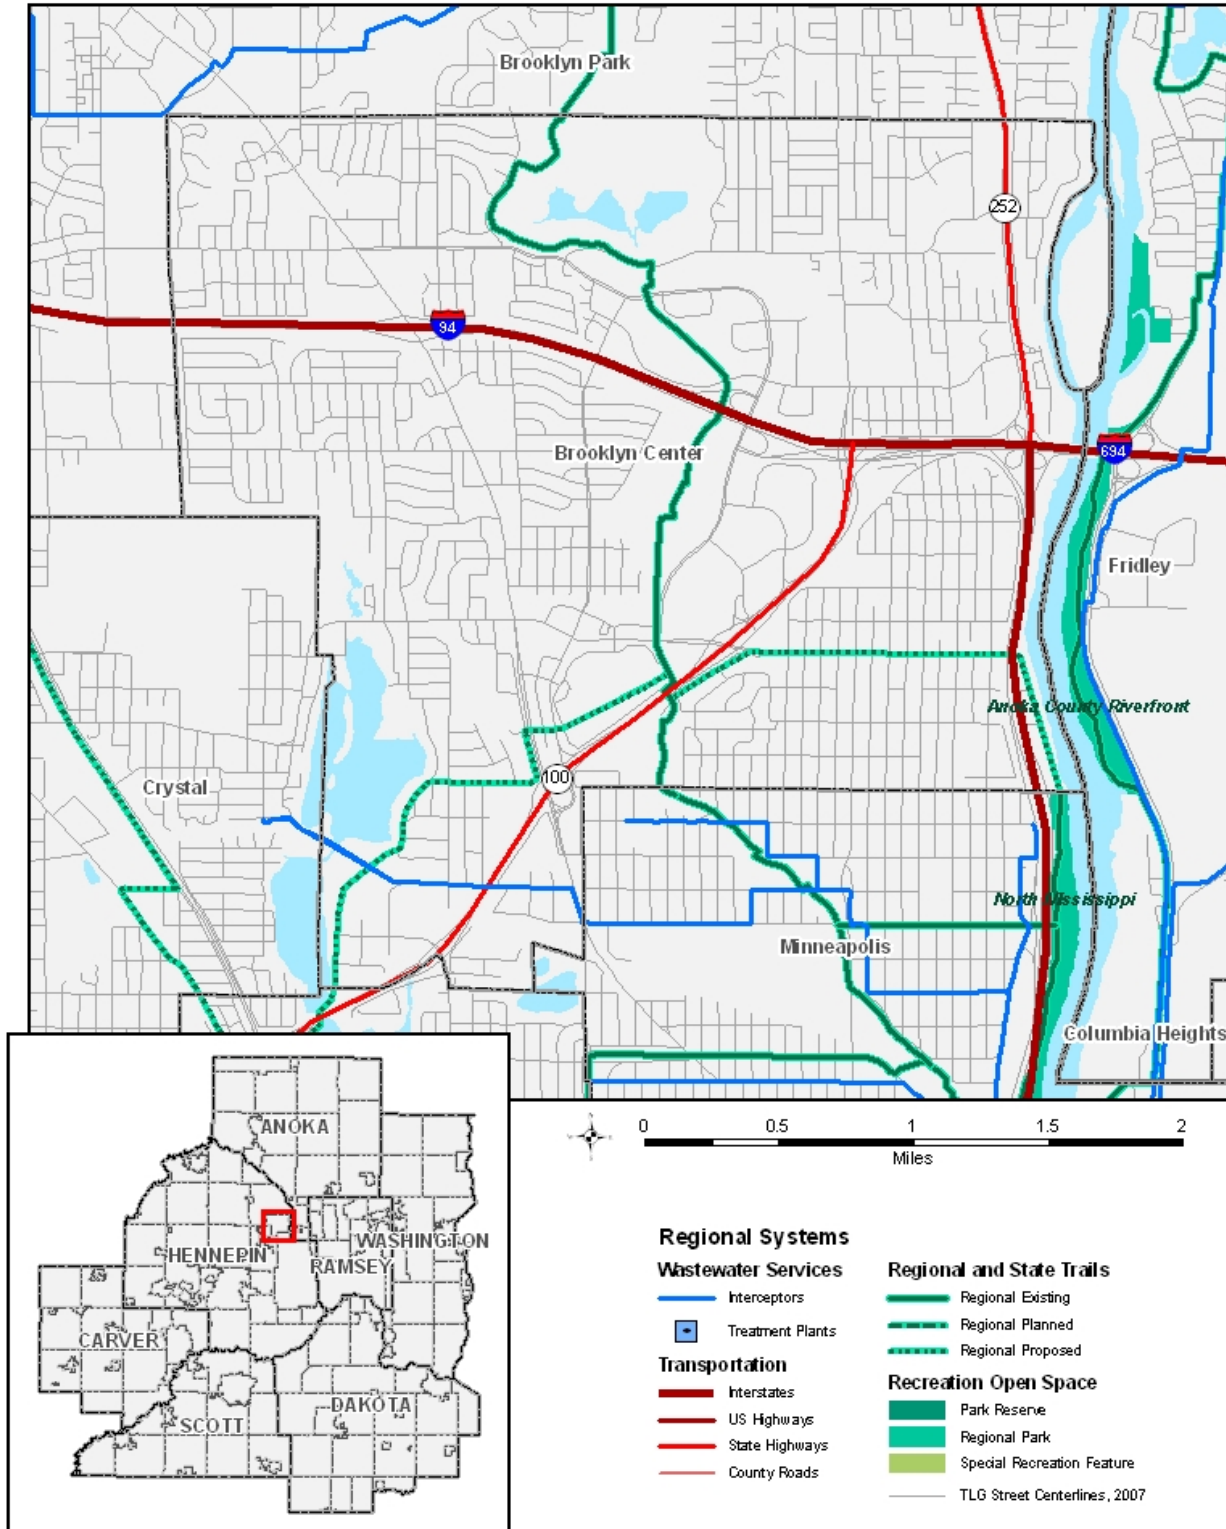 Brooklyn Park
252
94
Brooklyn Center
694
Fridley
Anoka County Riverfront
100
Crystal
North Mississippi
Minneapolis
Columbia Heights
ANOKA
HENNEPIN
WASHINGTON
RAMSEY
CARVER
SCOTT
DAKOTA
0 0.5 1 1.5 2
Miles
Regional Systems
Wastewater Services
Interceptors
Treatment Plants
Transportation
Interstates
US Highways
State Highways
County Roads
Regional and State Trails
Regional Existing
Regional Planned
Regional Proposed
Recreation Open Space
Park Reserve
Regional Park
Special Recreation Feature
TLG Street Centerlines, 2007